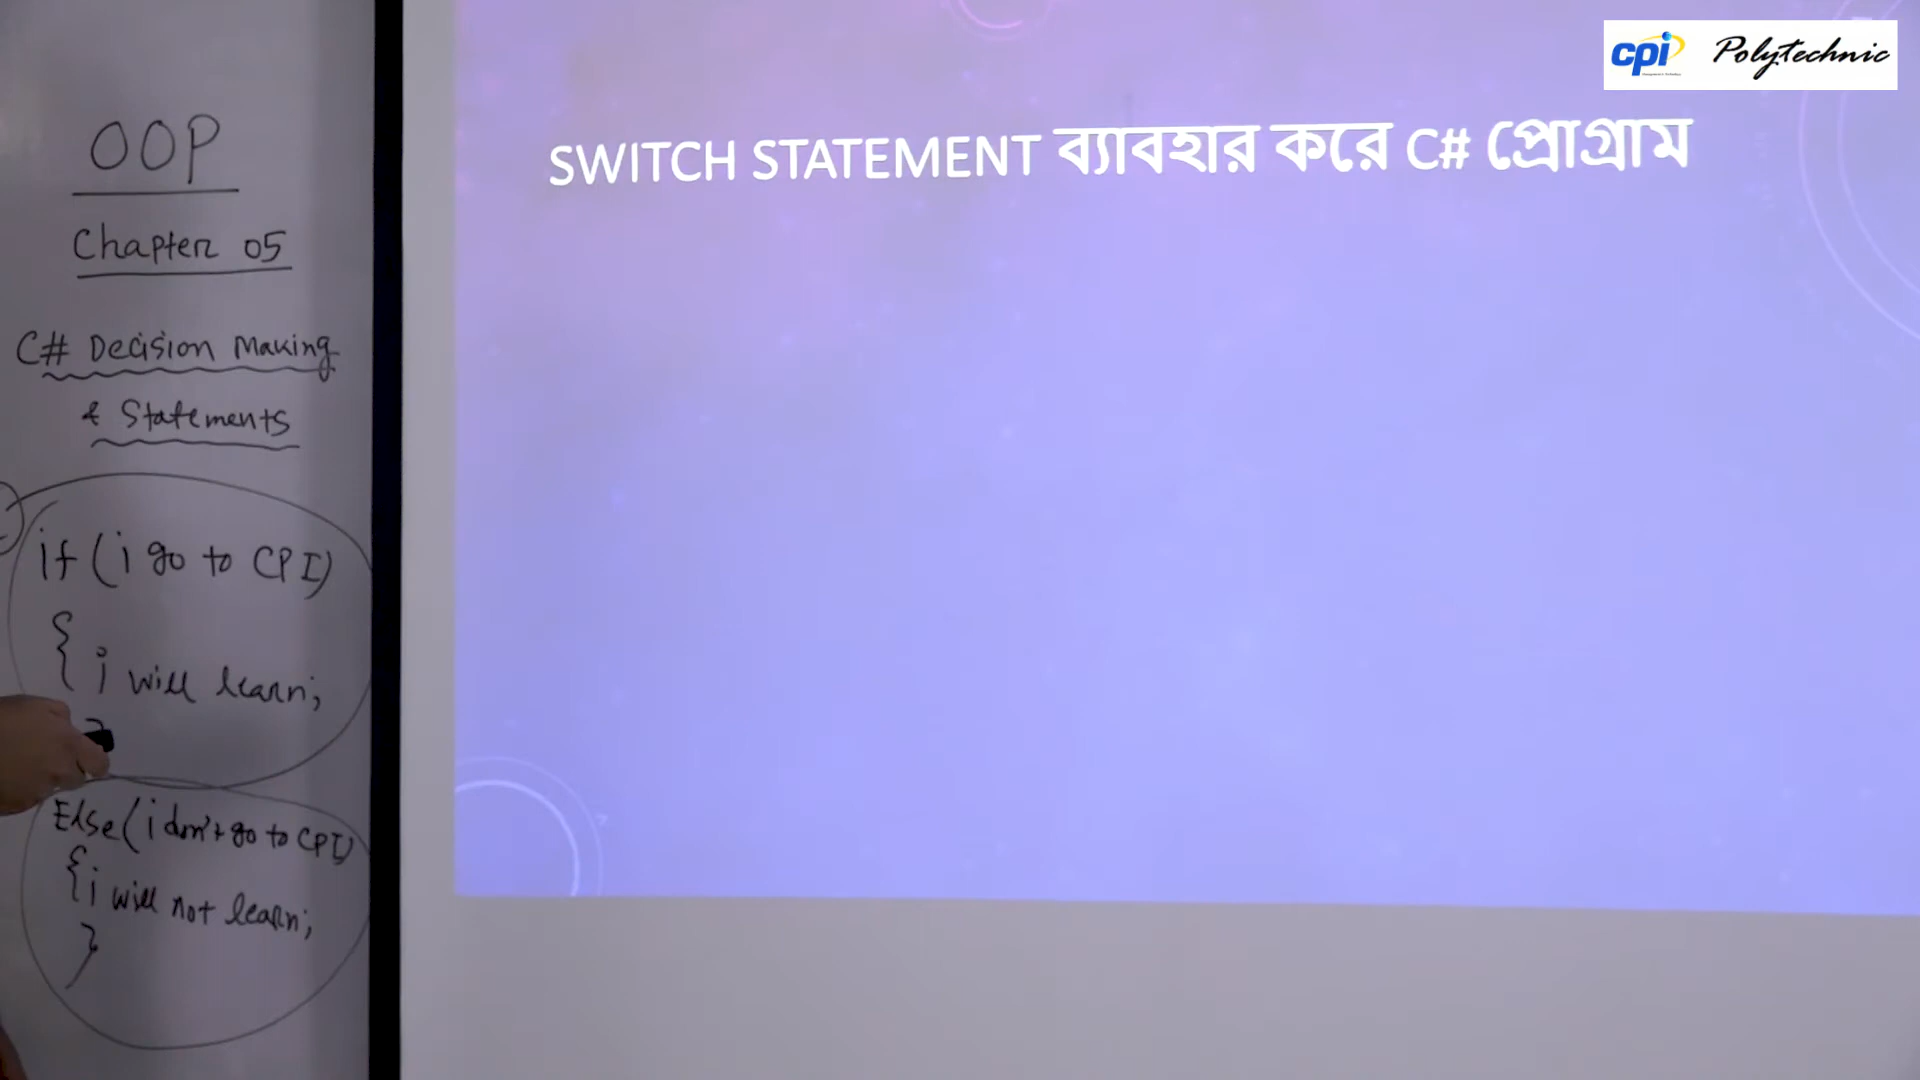 OOP
Chapter 05
C# Decision Making
& Statements
if (i go to CPI)
{ i will learn;
}
Else (i don't go to CPI)
{ i will not learn;
}
SWITCH STATEMENT ব্যাবহার করে C# প্রোগ্রাম
cpi Polytechnic